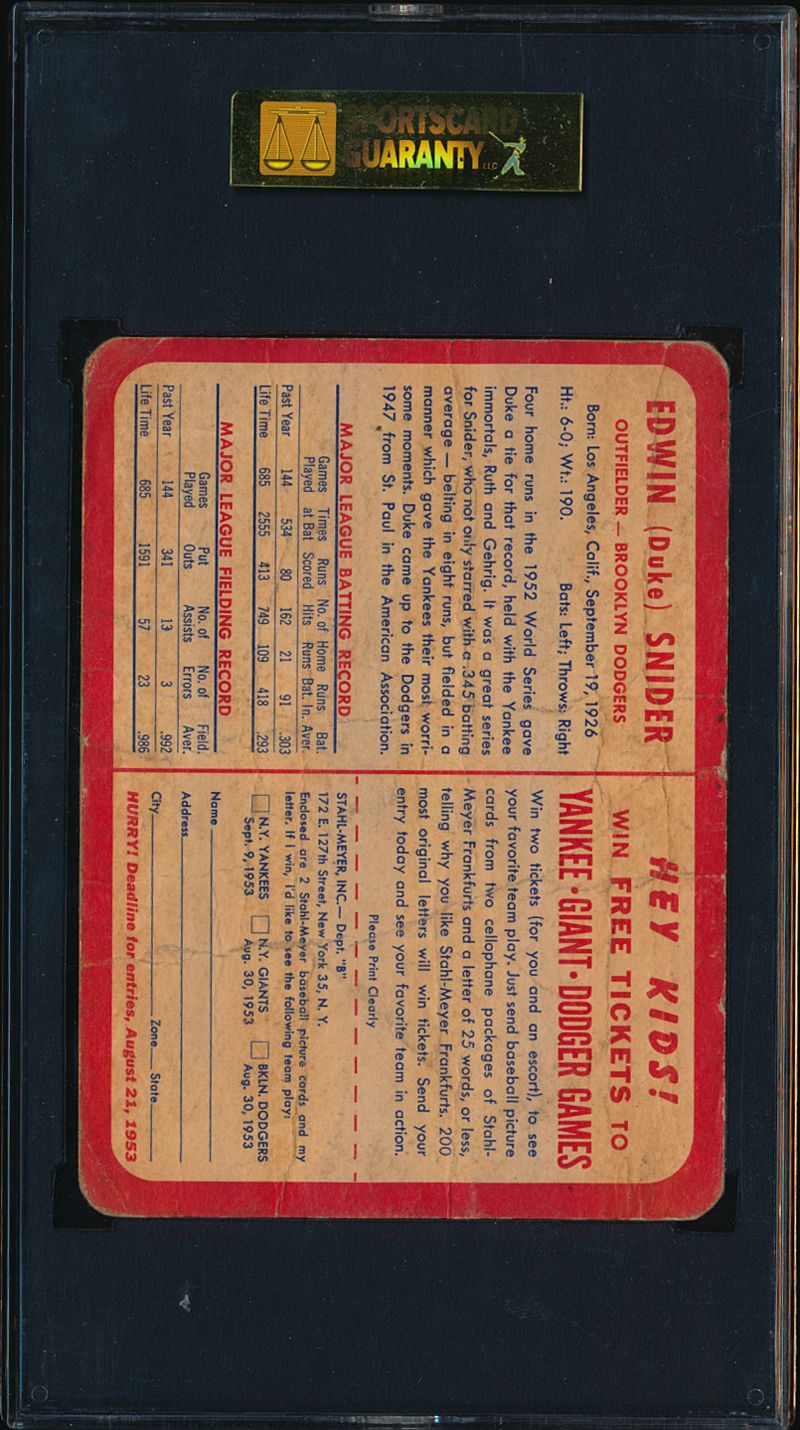 SPORTSCARD
GUARANTY LLC
EDWIN (Duke) SNIDER
OUTFIELDER — BROOKLYN DODGERS
Born: Los Angeles, Calif., September 19, 1926
Ht.: 6-0; Wt.: 190. Bats: Left; Throws: Right
Four home runs in the 1952 World Series gave
Duke a tie for that record, held with the Yankee
immortals, Ruth and Gehrig. It was a great series
for Snider, who not only starred with a .345 batting
average — belting in eight runs, but fielded in a
manner which gave the Yankees their most worri-
some moments. Duke came up to the Dodgers in
1947 from St. Paul in the American Association.
MAJOR LEAGUE BATTING RECORD
Games Times Runs No. of Home Runs Bat.
Played at Bat Scored Hits Runs Bat. In. Aver.
Past Year 144 534 80 162 21 91 .303
Life Time 685 2555 413 749 109 418 .293
MAJOR LEAGUE FIELDING RECORD
Games Put No. of No. of Field.
Played Outs Assists Errors Aver.
Past Year 144 341 13 3 .992
Life Time 685 1591 57 23 .986
HEY KIDS!
WIN FREE TICKETS TO
YANKEE • GIANT • DODGER GAMES
Win two tickets (for you and an escort), to see
your favorite team play. Just send baseball picture
cards from two cellophane packages of Stahl-
Meyer Frankfurts and a letter of 25 words, or less,
telling why you like Stahl-Meyer Frankfurts. 200
most original letters will win tickets. Send your
entry today and see your favorite team in action.
Please Print Clearly
STAHL-MEYER, INC.— Dept. "B"
172 E. 127th Street, New York 35, N. Y.
Enclosed are 2 Stahl-Meyer baseball picture cards and my
letter. If I win, I'd like to see the following team play:
N.Y. YANKEES N.Y. GIANTS BKLN. DODGERS
Sept. 9, 1953 Aug. 30, 1953 Aug. 30, 1953
Name
Address
City Zone State
HURRY! Deadline for entries, August 21, 1953